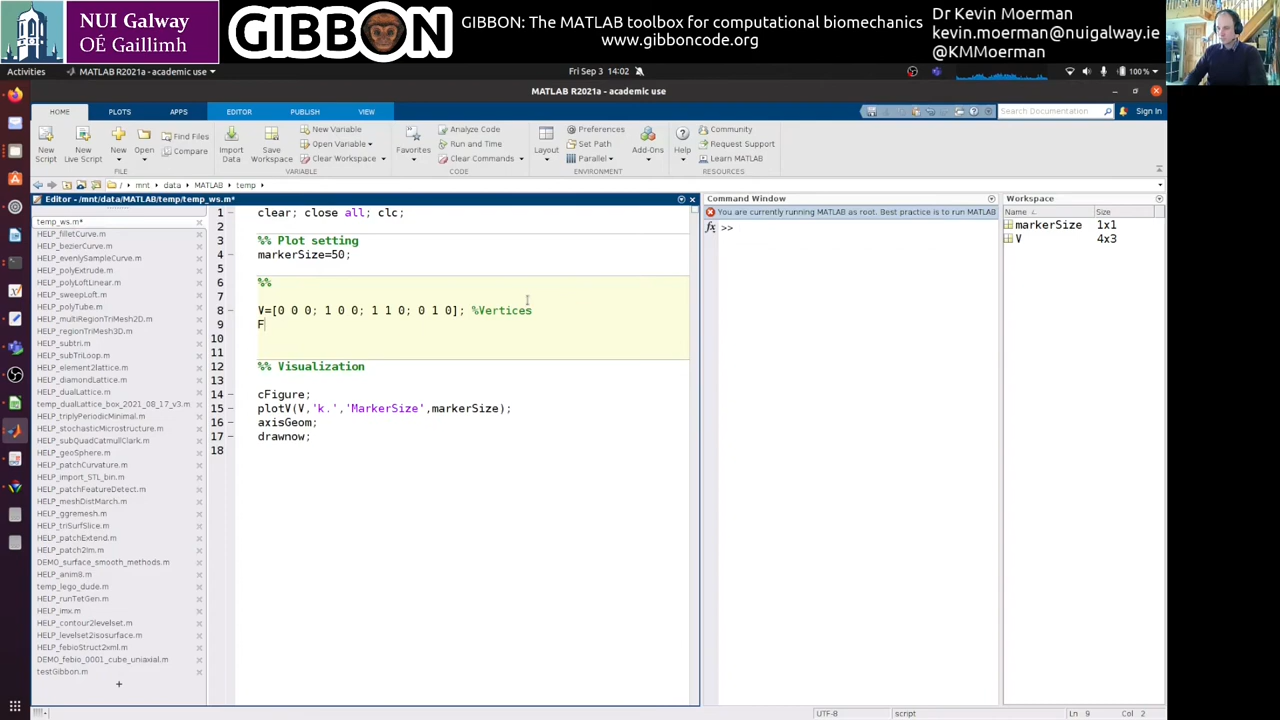 NUI Galway
OÉ Gaillimh
GIBBON
GIBBON: The MATLAB toolbox for computational biomechanics
www.gibboncode.org
Dr Kevin Moerman
kevin.moerman@nuigalway.ie
@KMMoerman
Activities
MATLAB R2021a - academic use
Fri Sep 3 14:02
100 %
MATLAB R2021a - academic use
HOME
PLOTS
APPS
EDITOR
PUBLISH
VIEW
Search Documentation
Sign In
New Script
New Live Script
New
Open
Find Files
Compare
Import Data
Save Workspace
New Variable
Open Variable
Clear Workspace
Favorites
Analyze Code
Run and Time
Clear Commands
Layout
Preferences
Set Path
Parallel
Add-Ons
Help
Community
Request Support
Learn MATLAB
FILE
VARIABLE
CODE
ENVIRONMENT
RESOURCES
/ mnt data MATLAB temp
Editor - /mnt/data/MATLAB/temp/temp_ws.m*
temp_ws.m*
HELP_filletCurve.m
HELP_bezierCurve.m
HELP_evenlySampleCurve.m
HELP_polyExtrude.m
HELP_polyLoftLinear.m
HELP_sweepLoft.m
HELP_polyTube.m
HELP_multiRegionTriMesh2D.m
HELP_regionTriMesh3D.m
HELP_subtri.m
HELP_subTriLoop.m
HELP_element2lattice.m
HELP_diamondLattice.m
HELP_dualLattice.m
temp_dualLattice_box_2021_08_17_v3.m
HELP_triplyPeriodicMinimal.m
HELP_stochasticMicrostructure.m
HELP_subQuadCatmullClark.m
HELP_geoSphere.m
HELP_patchCurvature.m
HELP_import_STL_bin.m
HELP_patchFeatureDetect.m
HELP_meshDistMarch.m
HELP_ggremesh.m
HELP_triSurfSlice.m
HELP_patchExtend.m
HELP_patch2Im.m
DEMO_surface_smooth_methods.m
HELP_anim8.m
temp_lego_dude.m
HELP_runTetGen.m
HELP_imx.m
HELP_contour2levelset.m
HELP_levelset2isosurface.m
HELP_febioStruct2xml.m
DEMO_febio_0001_cube_uniaxial.m
testGibbon.m
+
1 clear; close all; clc;
2
3 %% Plot setting
4 markerSize=50;
5
6 %%
7
8 V=[0 0 0; 1 0 0; 1 1 0; 0 1 0]; %Vertices
9 F
10
11
12 %% Visualization
13
14 cFigure;
15 plotV(V,'k.','MarkerSize',markerSize);
16 axisGeom;
17 drawnow;
18
Command Window
You are currently running MATLAB as root. Best practice is to run MATLAB
fx >>
Workspace
Name Size
markerSize 1x1
V 4x3
UTF-8
script
Ln 9 Col 2